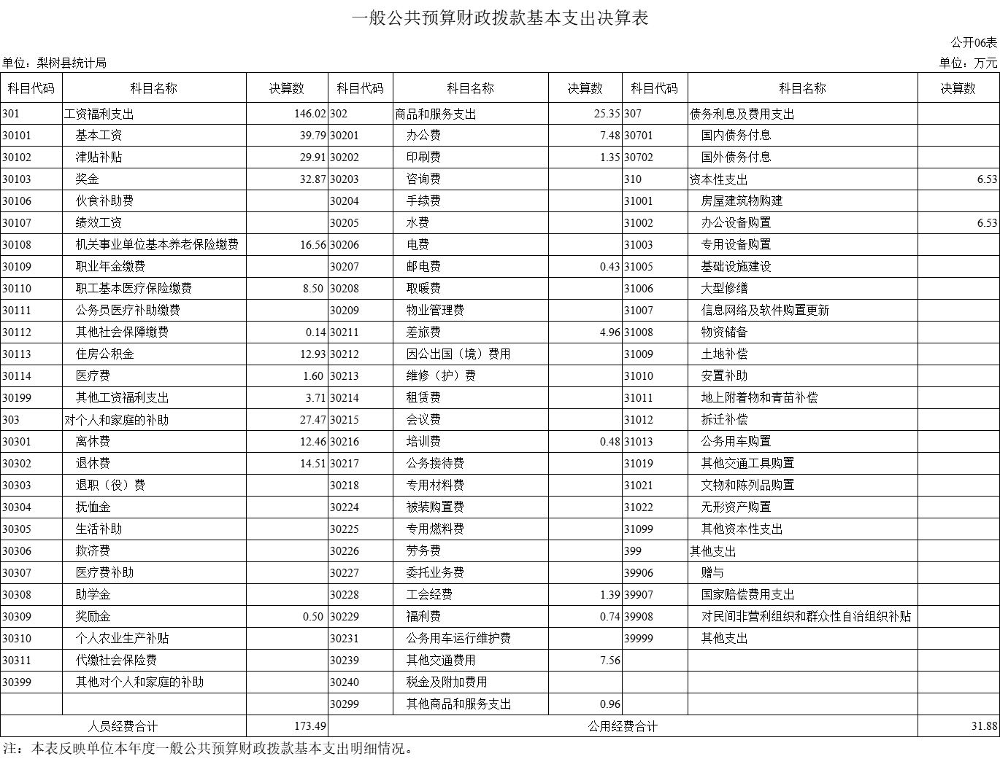 一般公共预算财政拨款基本支出决算表
公开06表
单位：梨树县统计局 单位：万元
科目代码 科目名称 决算数 科目代码 科目名称 决算数 科目代码 科目名称 决算数
301 工资福利支出 146.02 302 商品和服务支出 25.35 307 债务利息及费用支出
30101 基本工资 39.79 30201 办公费 7.48 30701 国内债务付息
30102 津贴补贴 29.91 30202 印刷费 1.35 30702 国外债务付息
30103 奖金 32.87 30203 咨询费 310 资本性支出 6.53
30106 伙食补助费 30204 手续费 31001 房屋建筑物购建
30107 绩效工资 30205 水费 31002 办公设备购置 6.53
30108 机关事业单位基本养老保险缴费 16.56 30206 电费 31003 专用设备购置
30109 职业年金缴费 30207 邮电费 0.43 31005 基础设施建设
30110 职工基本医疗保险缴费 8.50 30208 取暖费 31006 大型修缮
30111 公务员医疗补助缴费 30209 物业管理费 31007 信息网络及软件购置更新
30112 其他社会保障缴费 0.14 30211 差旅费 4.96 31008 物资储备
30113 住房公积金 12.93 30212 因公出国（境）费用 31009 土地补偿
30114 医疗费 1.60 30213 维修（护）费 31010 安置补助
30199 其他工资福利支出 3.71 30214 租赁费 31011 地上附着物和青苗补偿
303 对个人和家庭的补助 27.47 30215 会议费 31012 拆迁补偿
30301 离休费 12.46 30216 培训费 0.48 31013 公务用车购置
30302 退休费 14.51 30217 公务接待费 31019 其他交通工具购置
30303 退职（役）费 30218 专用材料费 31021 文物和陈列品购置
30304 抚恤金 30224 被装购置费 31022 无形资产购置
30305 生活补助 30225 专用燃料费 31099 其他资本性支出
30306 救济费 30226 劳务费 399 其他支出
30307 医疗费补助 30227 委托业务费 39906 赠与
30308 助学金 30228 工会经费 1.39 39907 国家赔偿费用支出
30309 奖励金 0.50 30229 福利费 0.74 39908 对民间非营利组织和群众性自治组织补贴
30310 个人农业生产补贴 30231 公务用车运行维护费 39999 其他支出
30311 代缴社会保险费 30239 其他交通费用 7.56
30399 其他对个人和家庭的补助 30240 税金及附加费用
30299 其他商品和服务支出 0.96
人员经费合计 173.49 公用经费合计 31.88
注：本表反映单位本年度一般公共预算财政拨款基本支出明细情况。